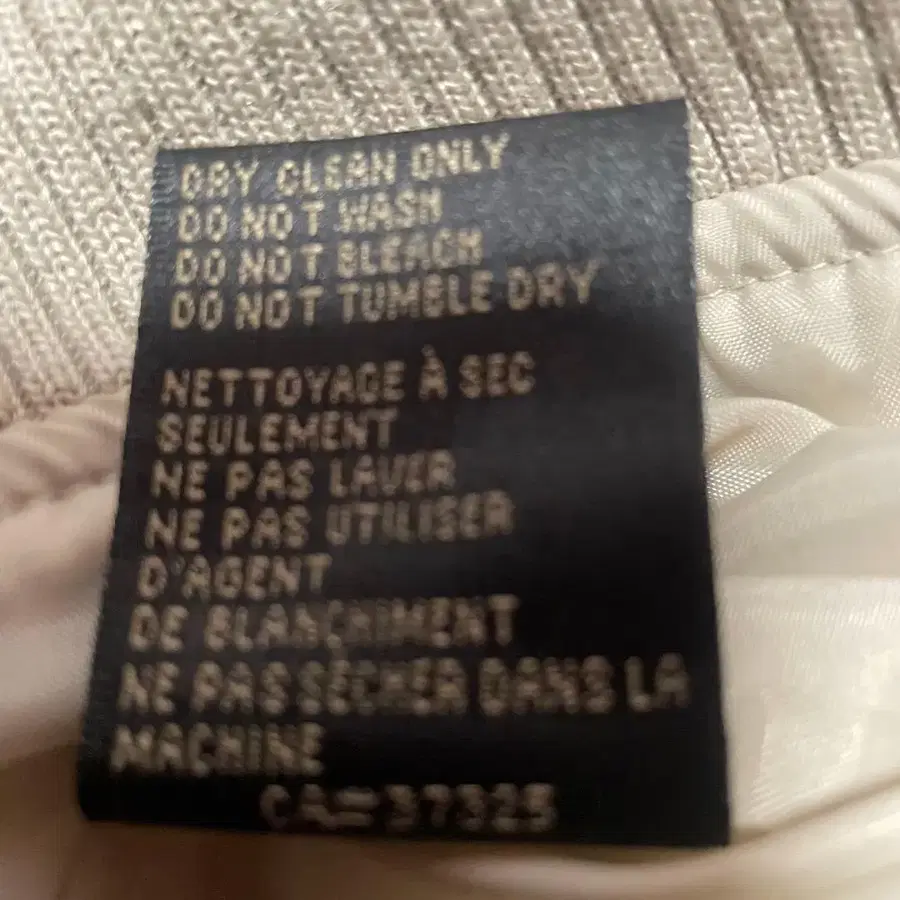 DRY CLEAN ONLY
DO NOT WASH
DO NOT BLEACH
DO NOT TUMBLE DRY
NETTOYAGE À SEC
SEULEMENT
NE PAS LAVER
NE PAS UTILISER
D'AGENT
DE BLANCHIMENT
NE PAS SÉCHER DANS LA
MACHINE
CA=37325